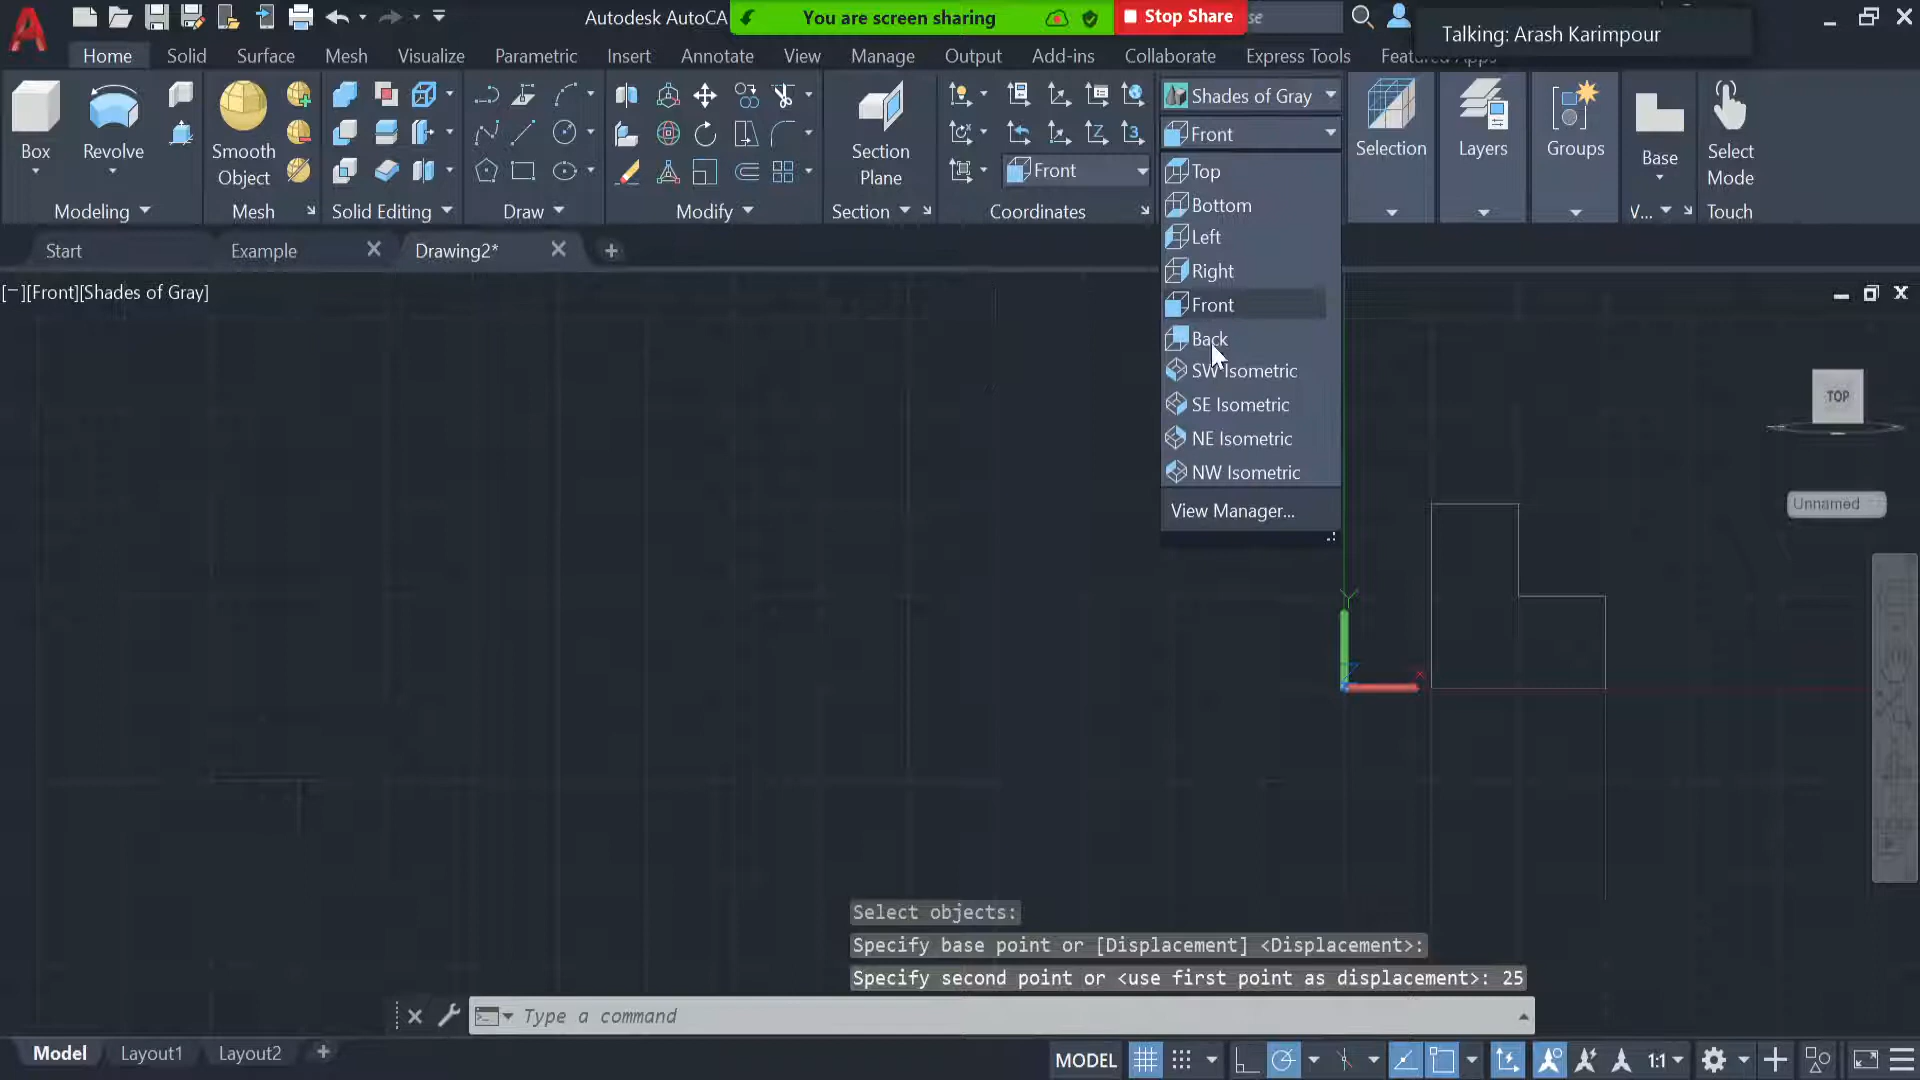 Autodesk AutoCA
You are screen sharing
Stop Share
se
Talking: Arash Karimpour
Home Solid Surface Mesh Visualize Parametric Insert Annotate View Manage Output Add-ins Collaborate Express Tools Featured Apps
Box
Revolve
Smooth
Object
Section
Plane
Front
Shades of Gray
Front
Selection
Layers
Groups
Base
Select
Mode
Modeling Mesh Solid Editing Draw Modify Section Coordinates V... Touch
Top
Bottom
Left
Right
Front
Back
SW Isometric
SE Isometric
NE Isometric
NW Isometric
View Manager...
Start Example Drawing2*
[−][Front][Shades of Gray]
TOP
Unnamed
Y
X
Z
Select objects:
Specify base point or [Displacement] <Displacement>:
Specify second point or <use first point as displacement>: 25
Type a command
Model Layout1 Layout2
MODEL
1:1